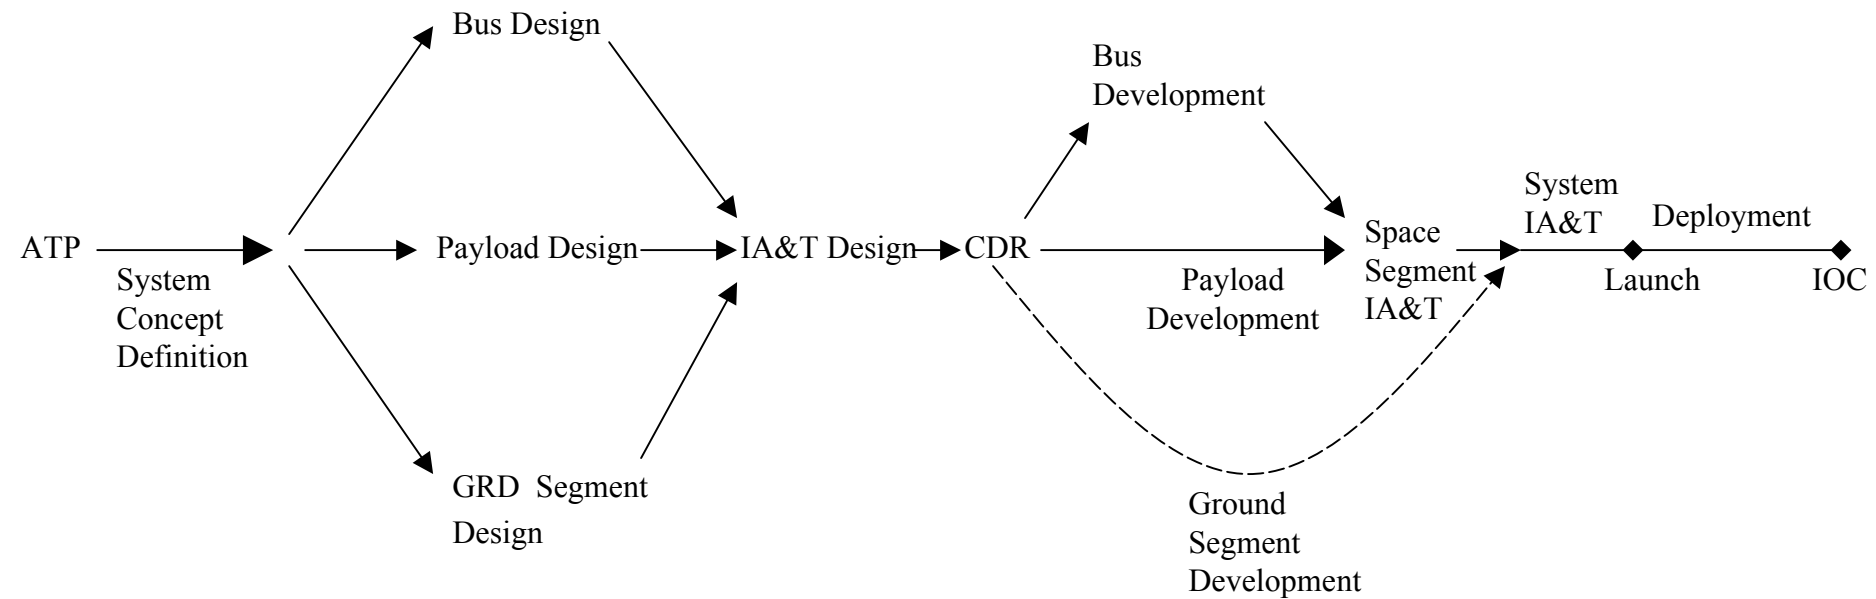 ATP
System
Concept
Definition
Bus Design
Payload Design
GRD Segment
Design
IA&T Design
CDR
Bus
Development
Payload
Development
Ground
Segment
Development
Space
Segment
IA&T
System
IA&T
Launch
Deployment
IOC